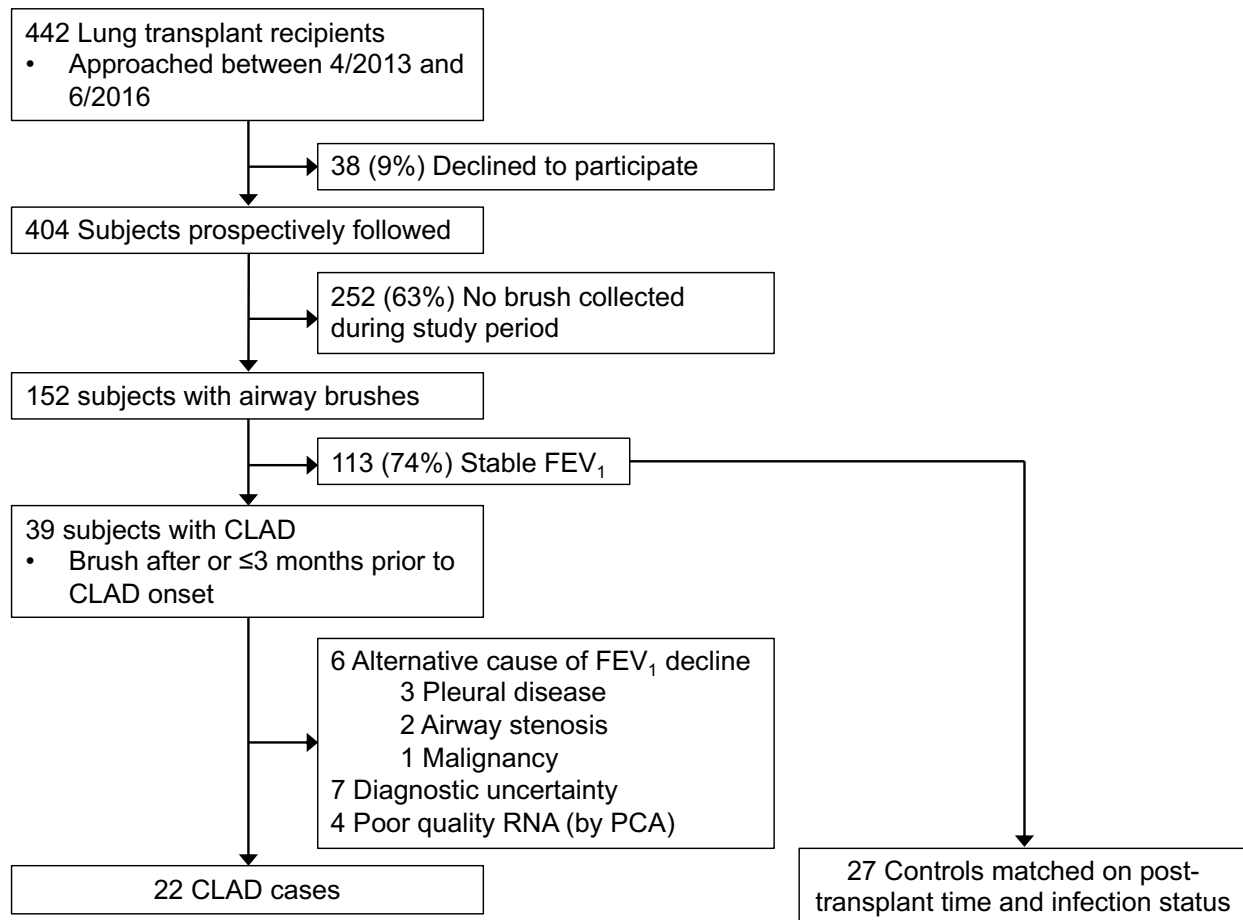 442 Lung transplant recipients
• Approached between 4/2013 and
6/2016
38 (9%) Declined to participate
404 Subjects prospectively followed
252 (63%) No brush collected
during study period
152 subjects with airway brushes
113 (74%) Stable FEV₁
39 subjects with CLAD
• Brush after or ≤3 months prior to
CLAD onset
6 Alternative cause of FEV₁ decline
3 Pleural disease
2 Airway stenosis
1 Malignancy
7 Diagnostic uncertainty
4 Poor quality RNA (by PCA)
22 CLAD cases
27 Controls matched on post-
transplant time and infection status